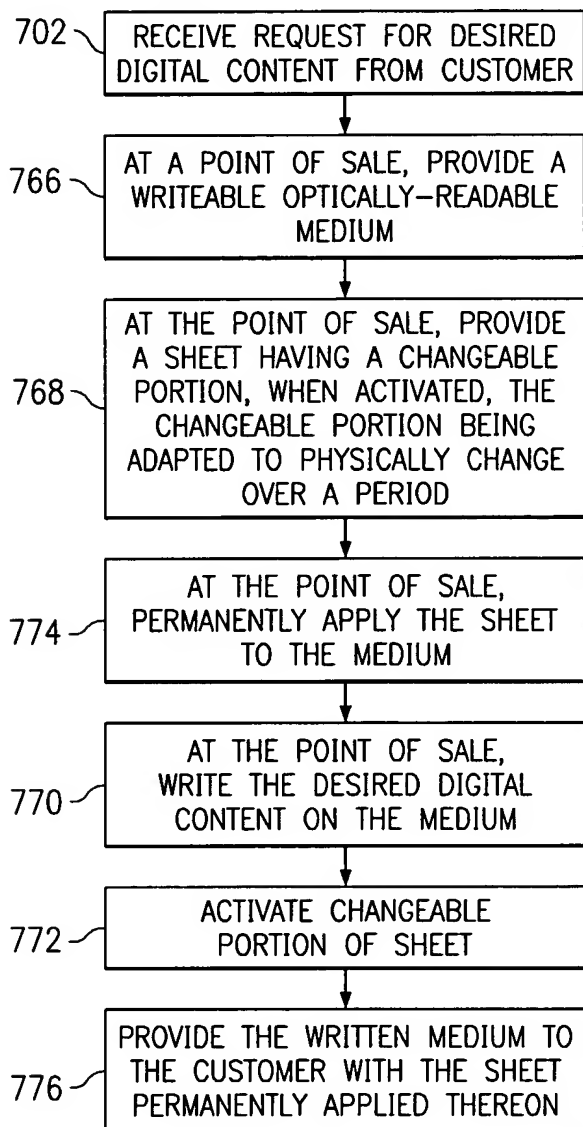 702
RECEIVE REQUEST FOR DESIRED
DIGITAL CONTENT FROM CUSTOMER
766
AT A POINT OF SALE, PROVIDE A
WRITEABLE OPTICALLY-READABLE
MEDIUM
768
AT THE POINT OF SALE, PROVIDE
A SHEET HAVING A CHANGEABLE
PORTION, WHEN ACTIVATED, THE
CHANGEABLE PORTION BEING
ADAPTED TO PHYSICALLY CHANGE
OVER A PERIOD
774
AT THE POINT OF SALE,
PERMANENTLY APPLY THE SHEET
TO THE MEDIUM
770
AT THE POINT OF SALE,
WRITE THE DESIRED DIGITAL
CONTENT ON THE MEDIUM
772
ACTIVATE CHANGEABLE
PORTION OF SHEET
776
PROVIDE THE WRITTEN MEDIUM TO
THE CUSTOMER WITH THE SHEET
PERMANENTLY APPLIED THEREON